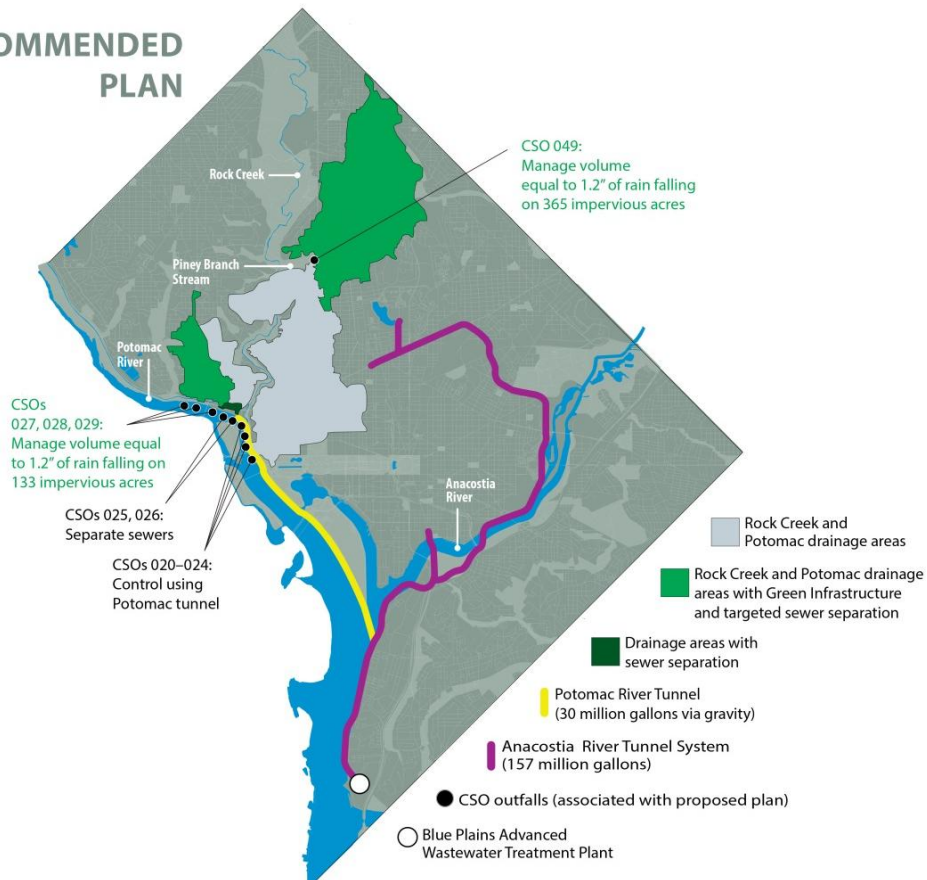 OMMENDED
PLAN
Rock Creek
CSO 049:
Manage volume
equal to 1.2” of rain falling
on 365 impervious acres
Piney Branch
Stream
Potomac
River
CSOs
027, 028, 029:
Manage volume equal
to 1.2” of rain falling on
133 impervious acres
CSOs 025, 026:
Separate sewers
CSOs 020–024:
Control using
Potomac tunnel
Anacostia
River
Rock Creek and
Potomac drainage areas
Rock Creek and Potomac drainage
areas with Green Infrastructure
and targeted sewer separation
Drainage areas with
sewer separation
Potomac River Tunnel
(30 million gallons via gravity)
Anacostia River Tunnel System
(157 million gallons)
CSO outfalls (associated with proposed plan)
Blue Plains Advanced
Wastewater Treatment Plant